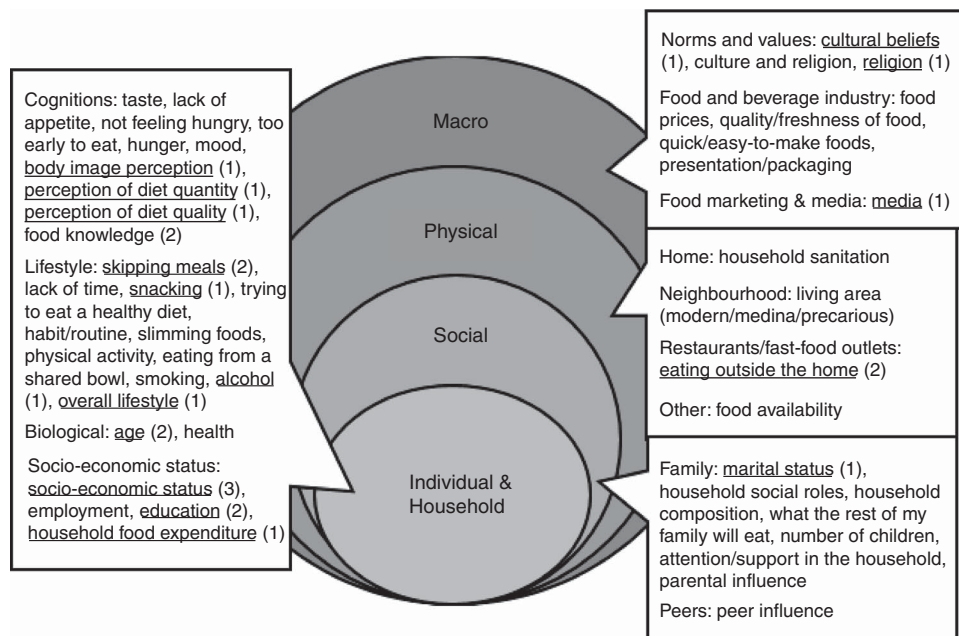 Cognitions: taste, lack of
appetite, not feeling hungry, too
early to eat, hunger, mood,
body image perception (1),
perception of diet quantity (1),
perception of diet quality (1),
food knowledge (2)
Lifestyle: skipping meals (2),
lack of time, snacking (1), trying
to eat a healthy diet,
habit/routine, slimming foods,
physical activity, eating from a
shared bowl, smoking, alcohol
(1), overall lifestyle (1)
Biological: age (2), health
Socio-economic status:
socio-economic status (3),
employment, education (2),
household food expenditure (1)
Macro
Physical
Social
Individual &
Household
Norms and values: cultural beliefs
(1), culture and religion, religion (1)
Food and beverage industry: food
prices, quality/freshness of food,
quick/easy-to-make foods,
presentation/packaging
Food marketing & media: media (1)
Home: household sanitation
Neighbourhood: living area
(modern/medina/precarious)
Restaurants/fast-food outlets:
eating outside the home (2)
Other: food availability
Family: marital status (1),
household social roles, household
composition, what the rest of my
family will eat, number of children,
attention/support in the household,
parental influence
Peers: peer influence